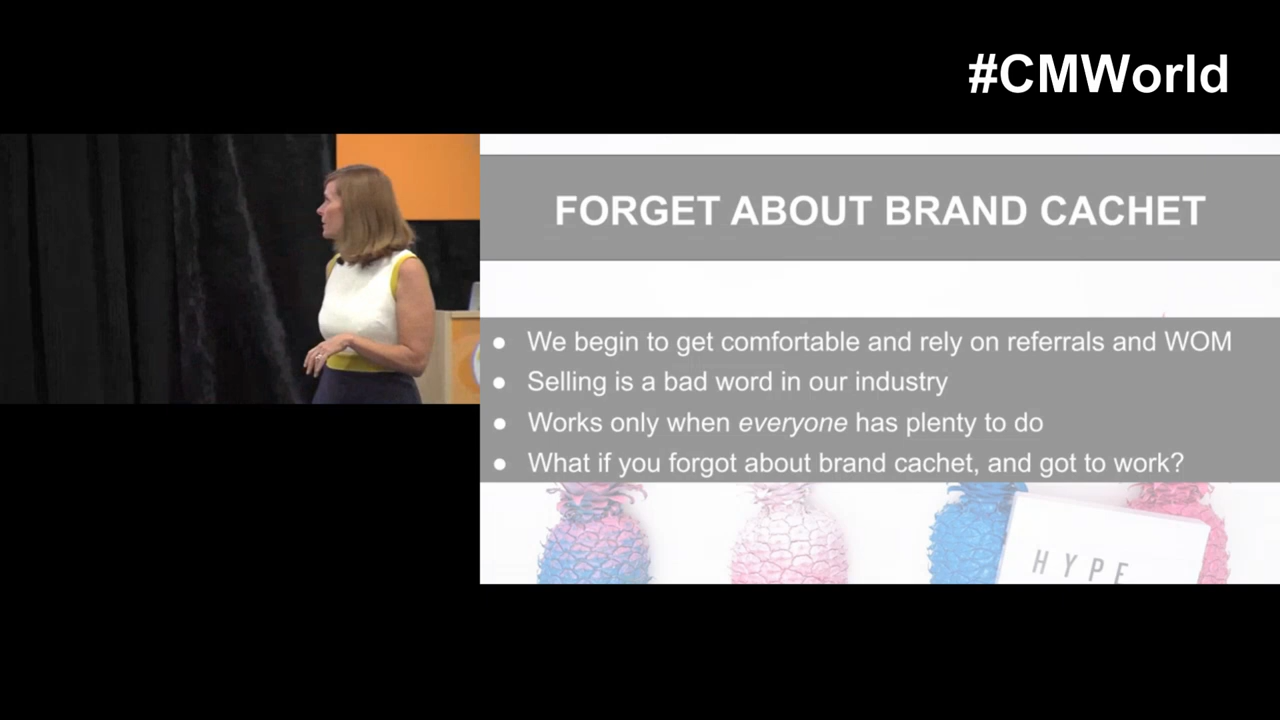 #CMWorld
FORGET ABOUT BRAND CACHET
● We begin to get comfortable and rely on referrals and WOM
● Selling is a bad word in our industry
● Works only when everyone has plenty to do
● What if you forgot about brand cachet, and got to work?
HYPE